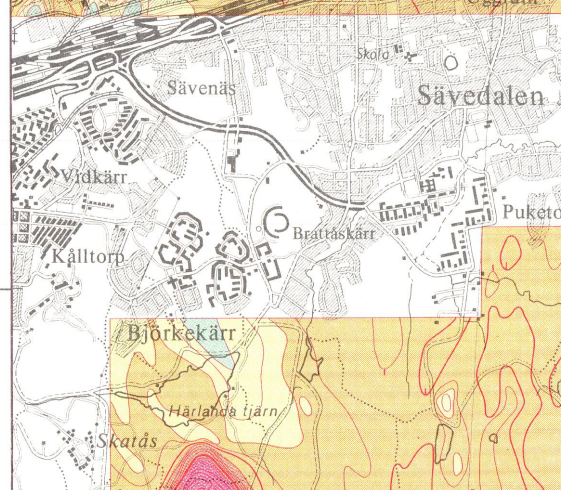 Skola
Sävenäs
Sävedalen
Vidkärr
Puketo
Brattåskärr
Kålltorp
Björkekärr
Härlanda tjärn
Skatås